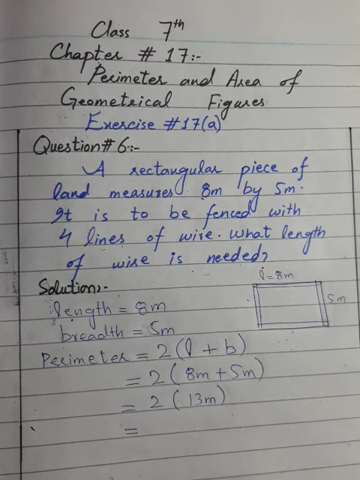 Class 7th
Chapter # 17:-
Perimeter and Area of
Geometrical Figures
Exercise #17(a)
Question# 6:-
A rectangular piece of
land measures 8m by 5m.
It is to be fenced with
4 lines of wire. What length
of wire is needed?
Solution:-
l=8m
5m
length = 8m
breadth = 5m
Perimeter = 2(l + b)
= 2(8m+5m)
= 2(13m)
=